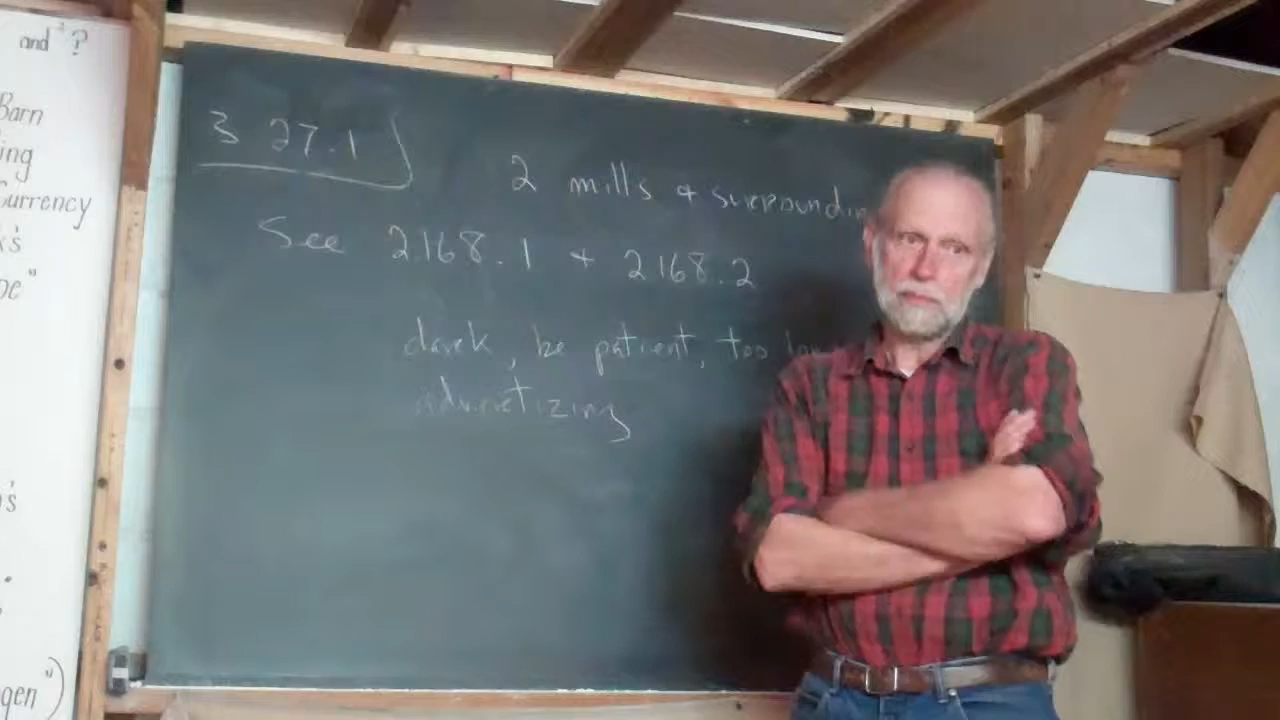 and ?
Barn
ing
Currency
k's
pe"
's
gen")
3 27.1
2 mills + surroundin
See 2168.1 + 2168.2
dark, be patient, too lon
advertizing